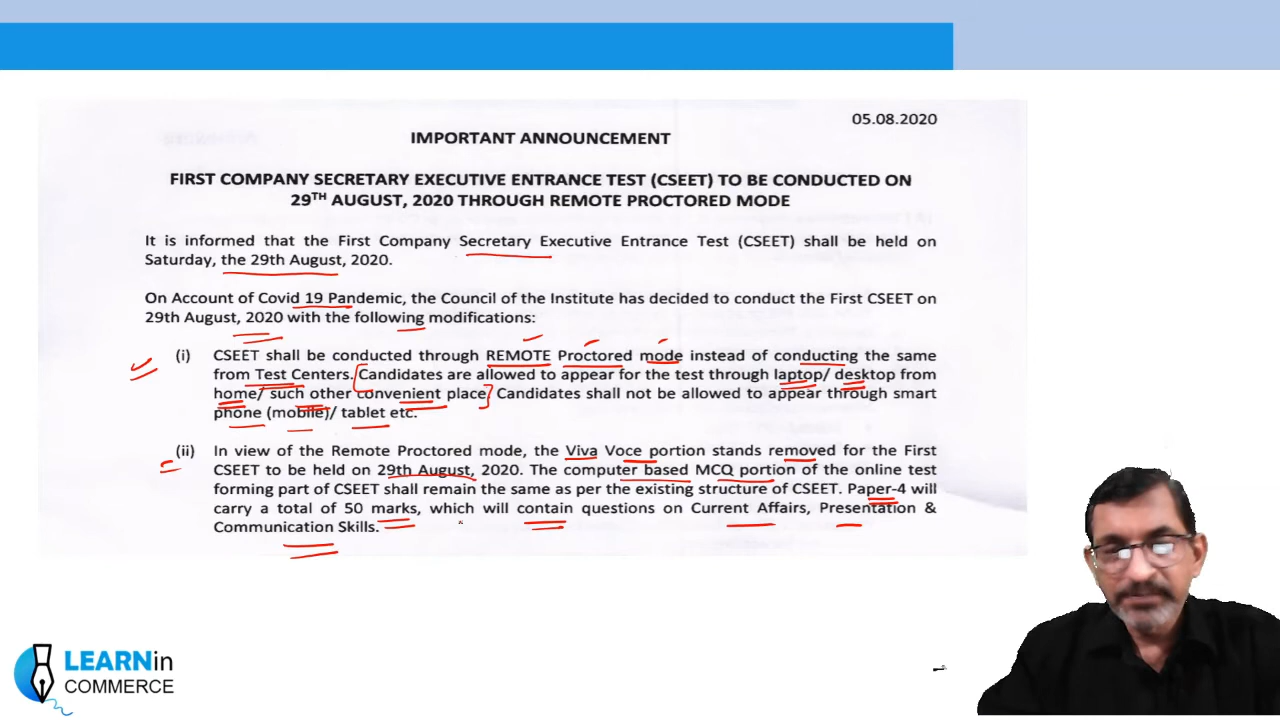 05.08.2020
IMPORTANT ANNOUNCEMENT
FIRST COMPANY SECRETARY EXECUTIVE ENTRANCE TEST (CSEET) TO BE CONDUCTED ON
29TH AUGUST, 2020 THROUGH REMOTE PROCTORED MODE
It is informed that the First Company Secretary Executive Entrance Test (CSEET) shall be held on
Saturday, the 29th August, 2020.
On Account of Covid 19 Pandemic, the Council of the Institute has decided to conduct the First CSEET on
29th August, 2020 with the following modifications:
(i) CSEET shall be conducted through REMOTE Proctored mode instead of conducting the same
from Test Centers. Candidates are allowed to appear for the test through laptop/ desktop from
home/ such other convenient place. Candidates shall not be allowed to appear through smart
phone (mobile)/ tablet etc.
(ii) In view of the Remote Proctored mode, the Viva Voce portion stands removed for the First
CSEET to be held on 29th August, 2020. The computer based MCQ portion of the online test
forming part of CSEET shall remain the same as per the existing structure of CSEET. Paper-4 will
carry a total of 50 marks, which will contain questions on Current Affairs, Presentation &
Communication Skills.
LEARNin
COMMERCE